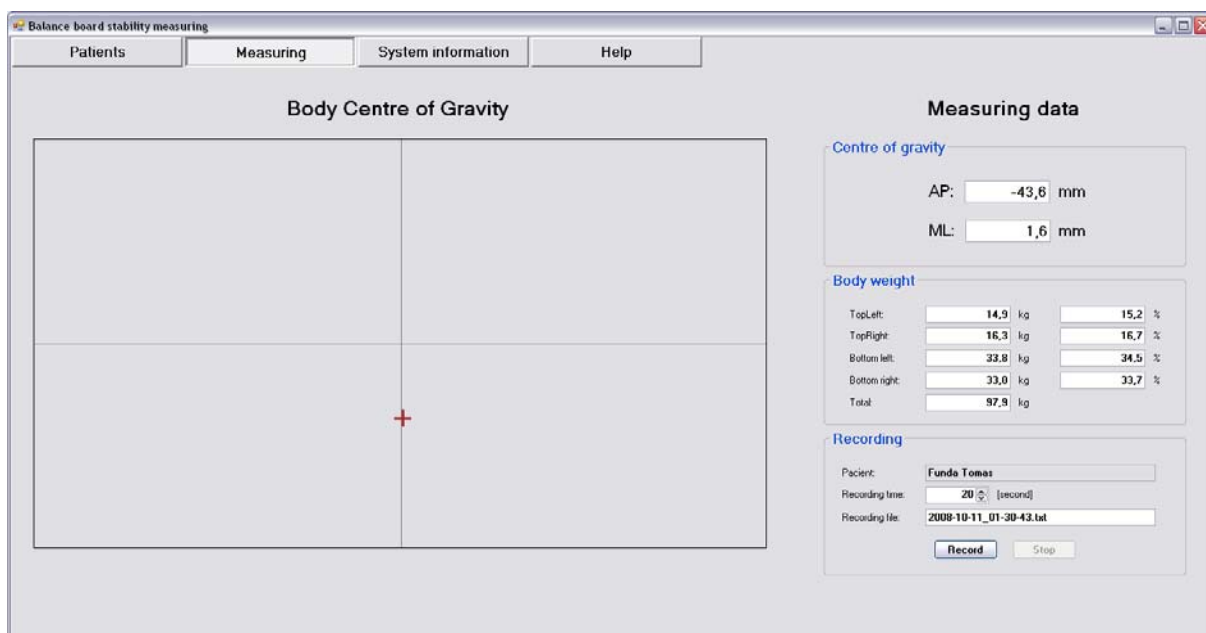 Balance board stability measuring
Patients Measuring System information Help
Body Centre of Gravity
Measuring data
Centre of gravity
AP: -43,6 mm
ML: 1,6 mm
Body weight
TopLeft: 14,9 kg 15,2 %
TopRight: 16,3 kg 16,7 %
Bottom left: 33,8 kg 34,5 %
Bottom right: 33,0 kg 33,7 %
Total: 97,9 kg
Recording
Pacient: Funda Tomas
Recording time: 20 [second]
Recording file: 2008-10-11_01-30-43.txt
Record Stop